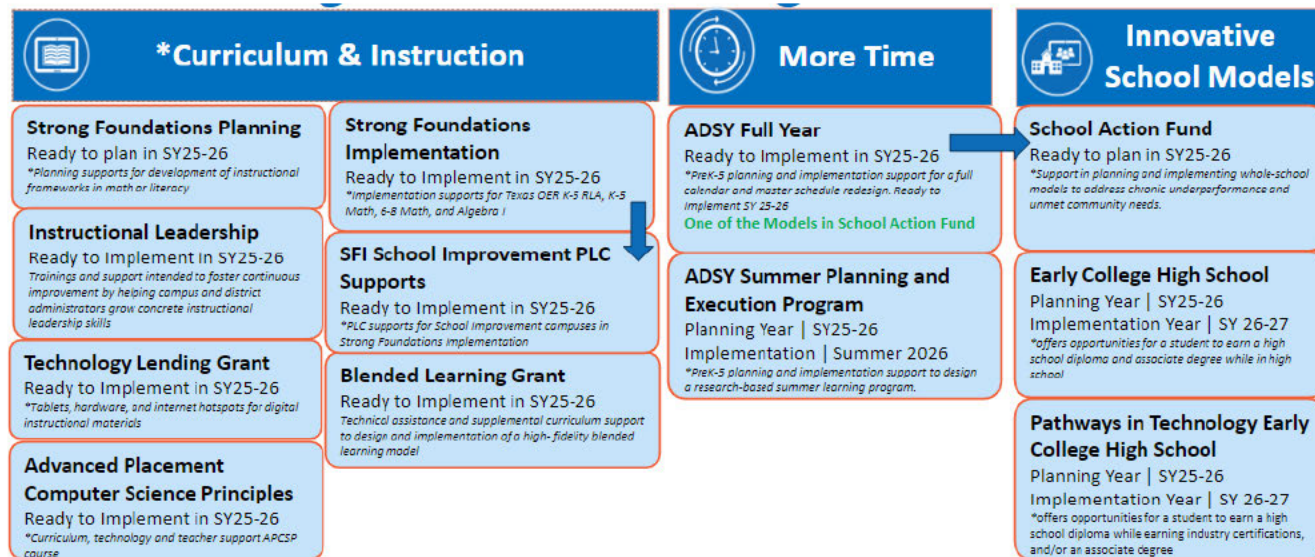 *Curriculum & Instruction
Strong Foundations Planning
Ready to plan in SY25-26
*Planning supports for development of instructional
frameworks in math or literacy
Instructional Leadership
Ready to Implement in SY25-26
Trainings and support intended to foster continuous
improvement by helping campus and district
administrators grow concrete instructional
leadership skills
Technology Lending Grant
Ready to Implement in SY25-26
*Tablets, hardware, and internet hotspots for digital
instructional materials
Advanced Placement
Computer Science Principles
Ready to Implement in SY25-26
*Curriculum, technology and teacher support APCSP
course
Strong Foundations
Implementation
Ready to Implement in SY25-26
*Implementation supports for Texas OER K-5 RLA, K-5
Math, 6-8 Math, and Algebra I
SFI School Improvement PLC
Supports
Ready to Implement in SY25-26
*PLC supports for School Improvement campuses in
Strong Foundations Implementation
Blended Learning Grant
Ready to Implement in SY25-26
Technical assistance and supplemental curriculum support
to design and implementation of a high- fidelity blended
learning model
More Time
ADSY Full Year
Ready to Implement in SY25-26
*PreK-5 planning and implementation support for a full
calendar and master schedule redesign. Ready to
Implement SY 25-26
One of the Models in School Action Fund
ADSY Summer Planning and
Execution Program
Planning Year | SY25-26
Implementation | Summer 2026
*PreK-5 planning and implementation support to design
a research-based summer learning program.
Innovative
School Models
School Action Fund
Ready to plan in SY25-26
*Support in planning and implementing whole-school
models to address chronic underperformance and
unmet community needs.
Early College High School
Planning Year | SY25-26
Implementation Year | SY 26-27
*offers opportunities for a student to earn a high
school diploma and associate degree while in high
school
Pathways in Technology Early
College High School
Planning Year | SY25-26
Implementation Year | SY 26-27
*offers opportunities for a student to earn a high
school diploma while earning industry certifications,
and/or an associate degree